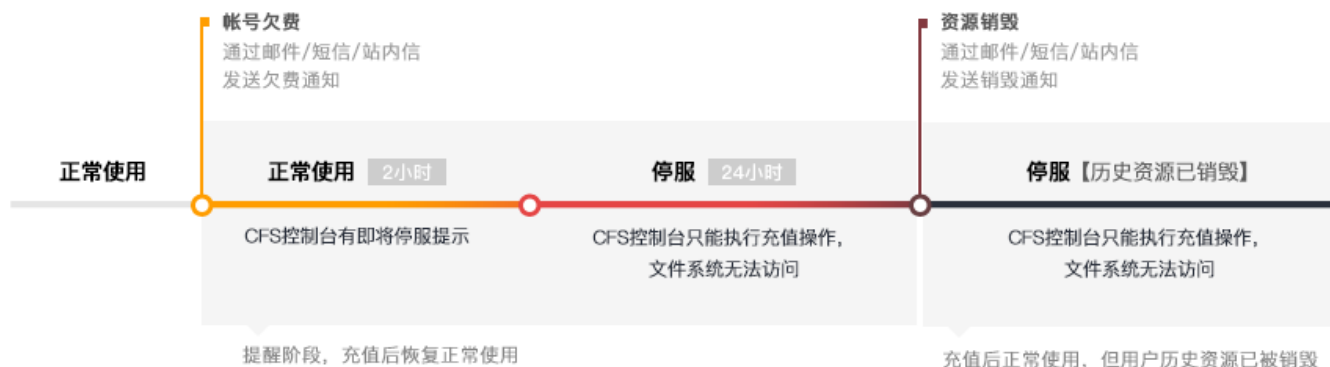 帐号欠费
通过邮件/短信/站内信
发送欠费通知
资源销毁
通过邮件/短信/站内信
发送销毁通知
正常使用
正常使用 2小时
停服 24小时
停服【历史资源已销毁】
CFS控制台有即将停服提示
CFS控制台只能执行充值操作，
文件系统无法访问
CFS控制台只能执行充值操作，
文件系统无法访问
提醒阶段，充值后恢复正常使用
充值后正常使用，但用户历史资源已被销毁